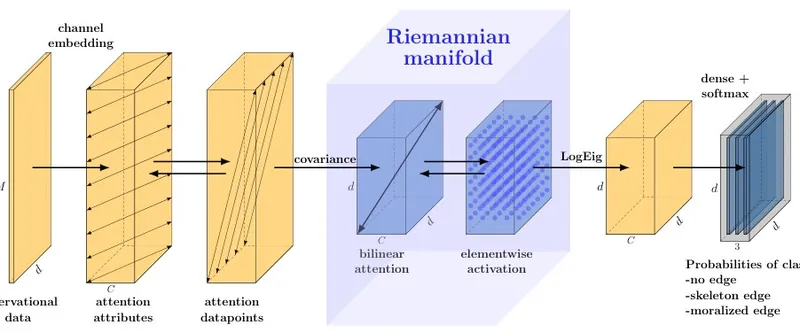 channel
embedding
Riemannian
manifold
dense +
softmax
covariance
LogEig
M
d
C
d
C
d
d
C
d
d
3
d
bilinear
attention
elementwise
activation
data
attention
attributes
attention
datapoints
Probabilities of
-no edge
-skeleton edge
-moralized edge